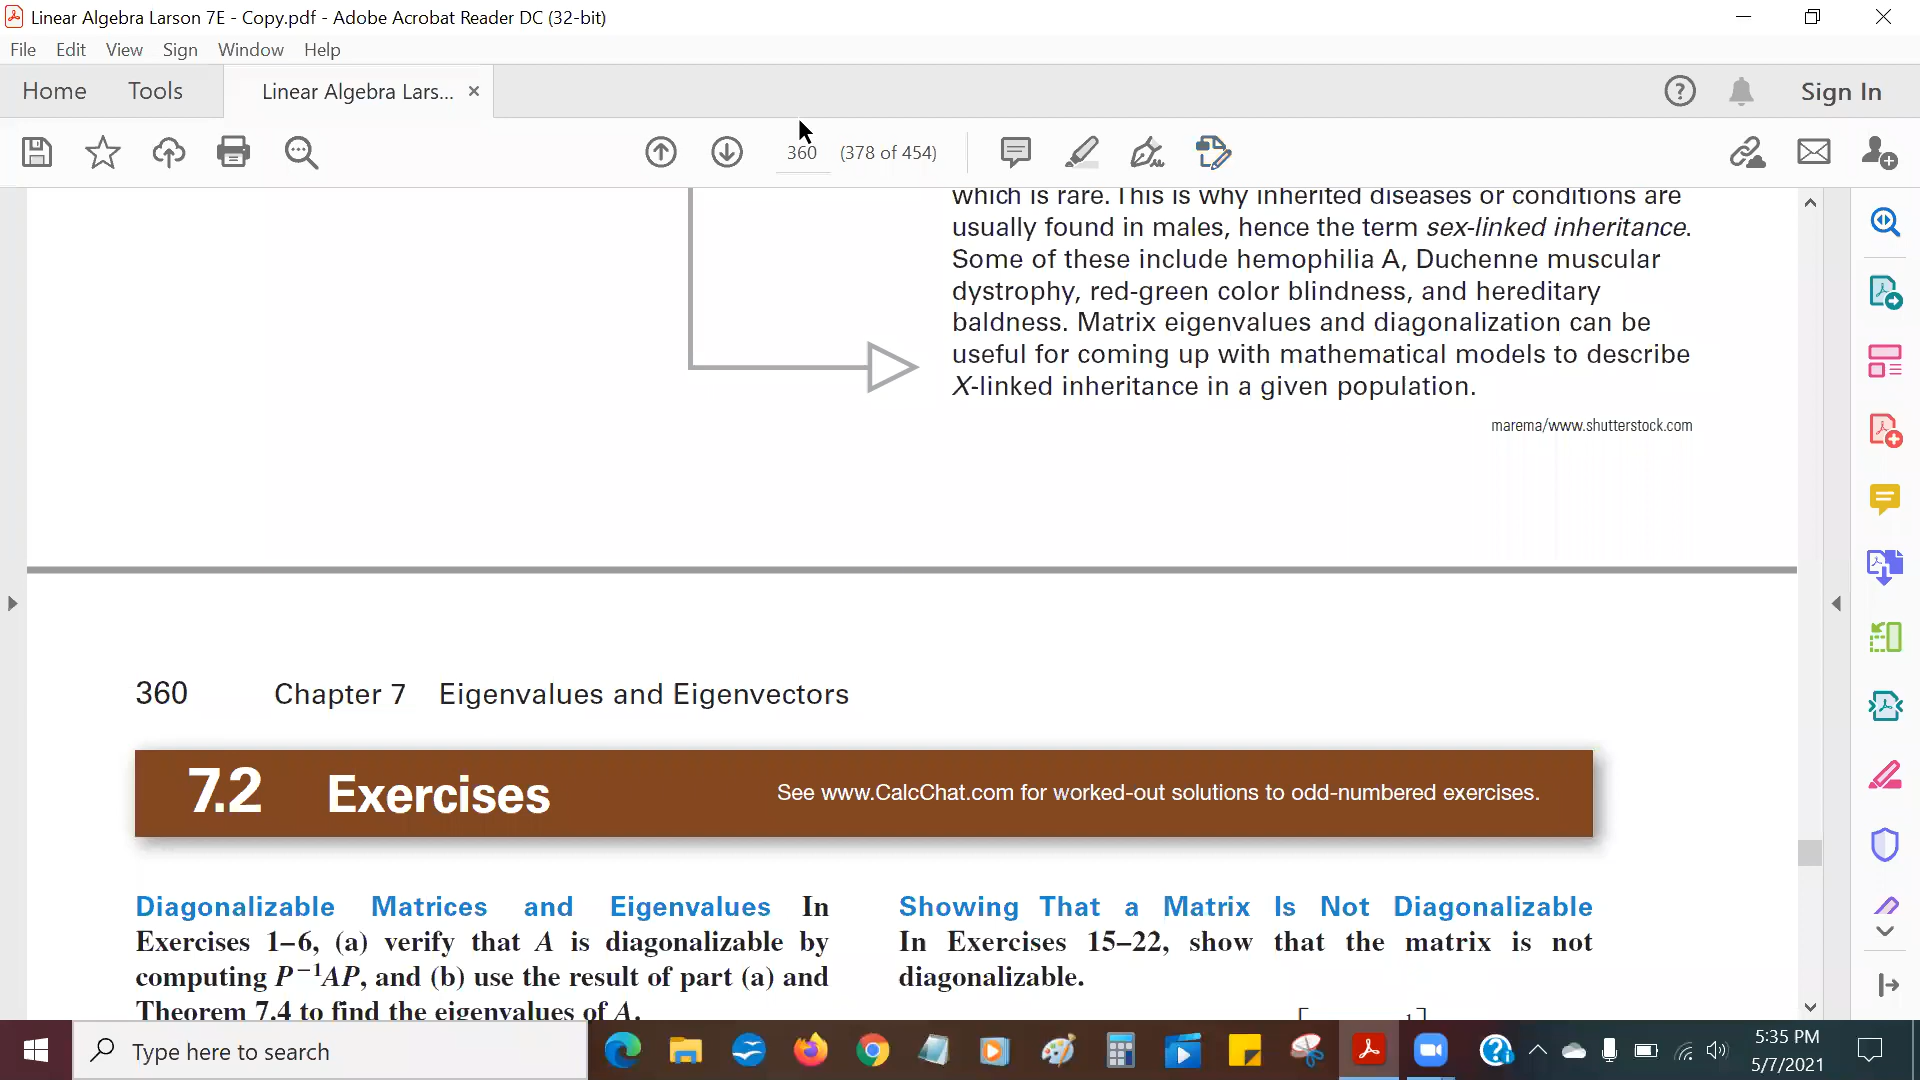 Linear Algebra Larson 7E - Copy.pdf - Adobe Acrobat Reader DC (32-bit)
File Edit View Sign Window Help
Home Tools Linear Algebra Lars... × Sign In
360 (378 of 454)
which is rare. This is why inherited diseases or conditions are
usually found in males, hence the term sex-linked inheritance.
Some of these include hemophilia A, Duchenne muscular
dystrophy, red-green color blindness, and hereditary
baldness. Matrix eigenvalues and diagonalization can be
useful for coming up with mathematical models to describe
X-linked inheritance in a given population.
marema/www.shutterstock.com
360 Chapter 7 Eigenvalues and Eigenvectors
7.2 Exercises See www.CalcChat.com for worked-out solutions to odd-numbered exercises.
Diagonalizable Matrices and Eigenvalues In
Exercises 1–6, (a) verify that A is diagonalizable by
computing P⁻¹AP, and (b) use the result of part (a) and
Theorem 7.4 to find the eigenvalues of A.
Showing That a Matrix Is Not Diagonalizable
In Exercises 15–22, show that the matrix is not
diagonalizable.
Type here to search
5:35 PM
5/7/2021